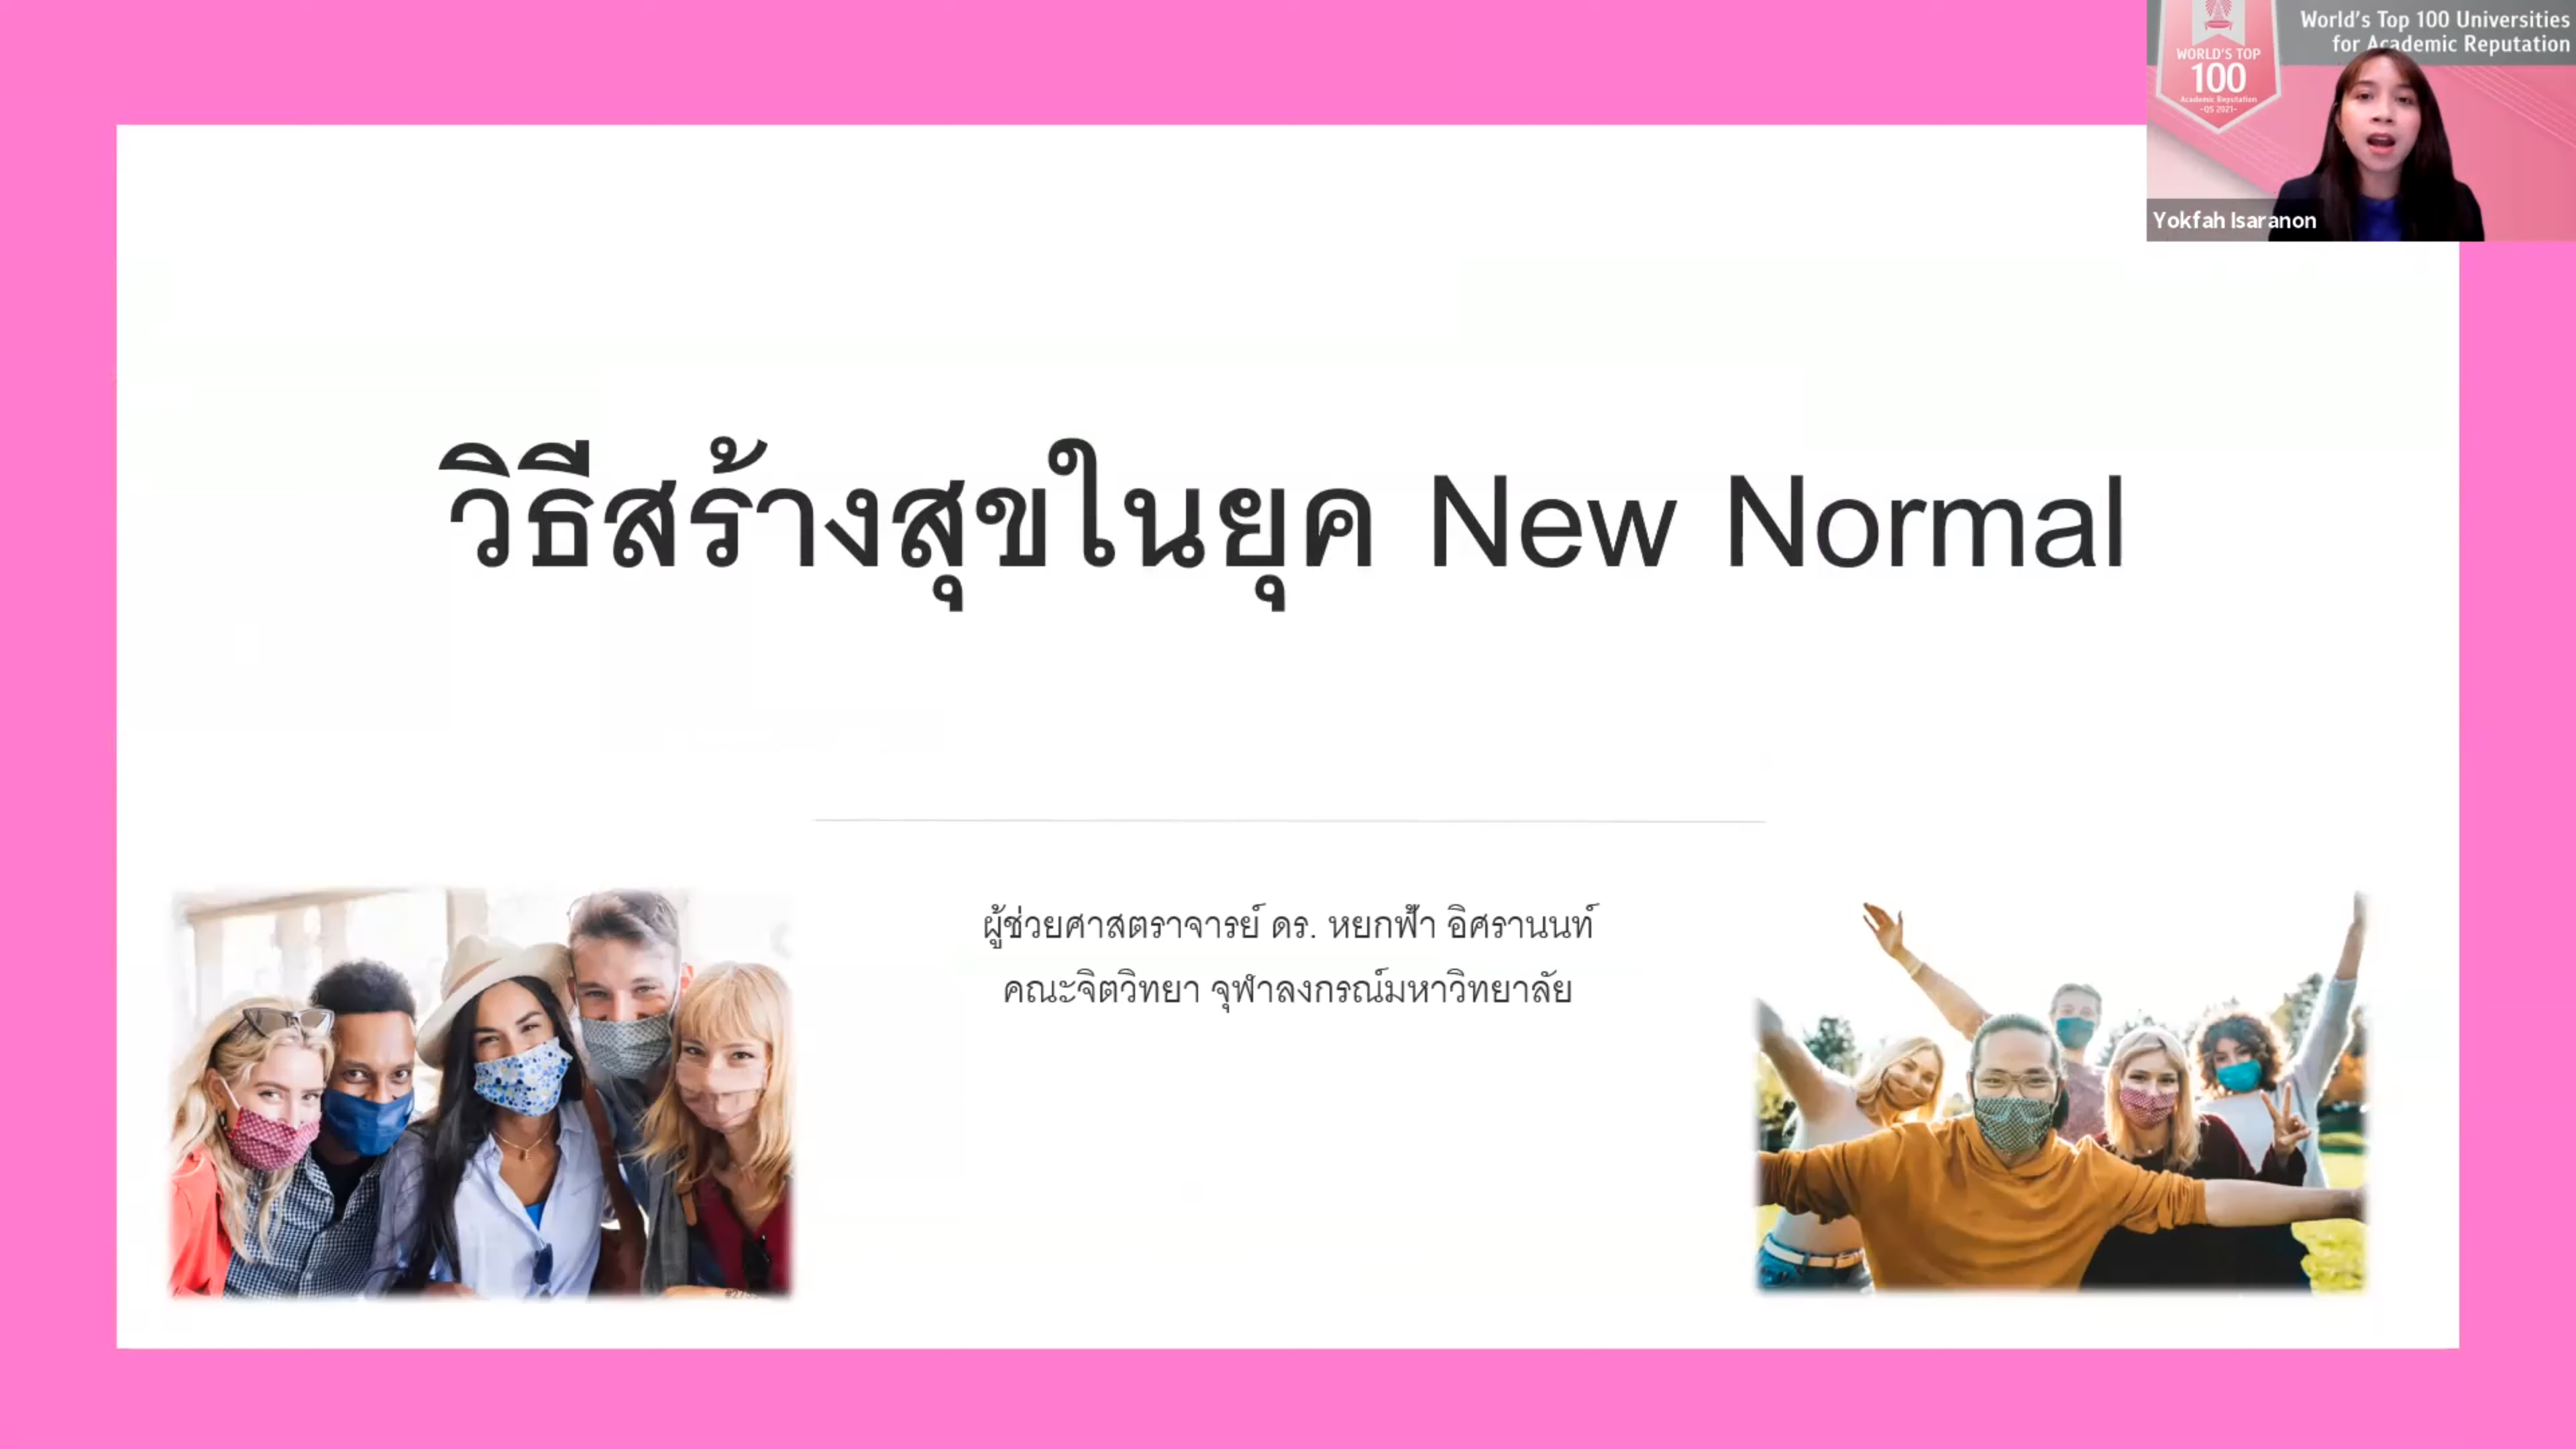 World's Top 100 Universities
for Academic Reputation
WORLD'S TOP
100
Academic Reputation
-QS 2021-
Yokfah Isaranon
วิธีสร้างสุขในยุค New Normal
ผู้ช่วยศาสตราจารย์ ดร. หยกฟ้า อิศรานนท์
คณะจิตวิทยา จุฬาลงกรณ์มหาวิทยาลัย